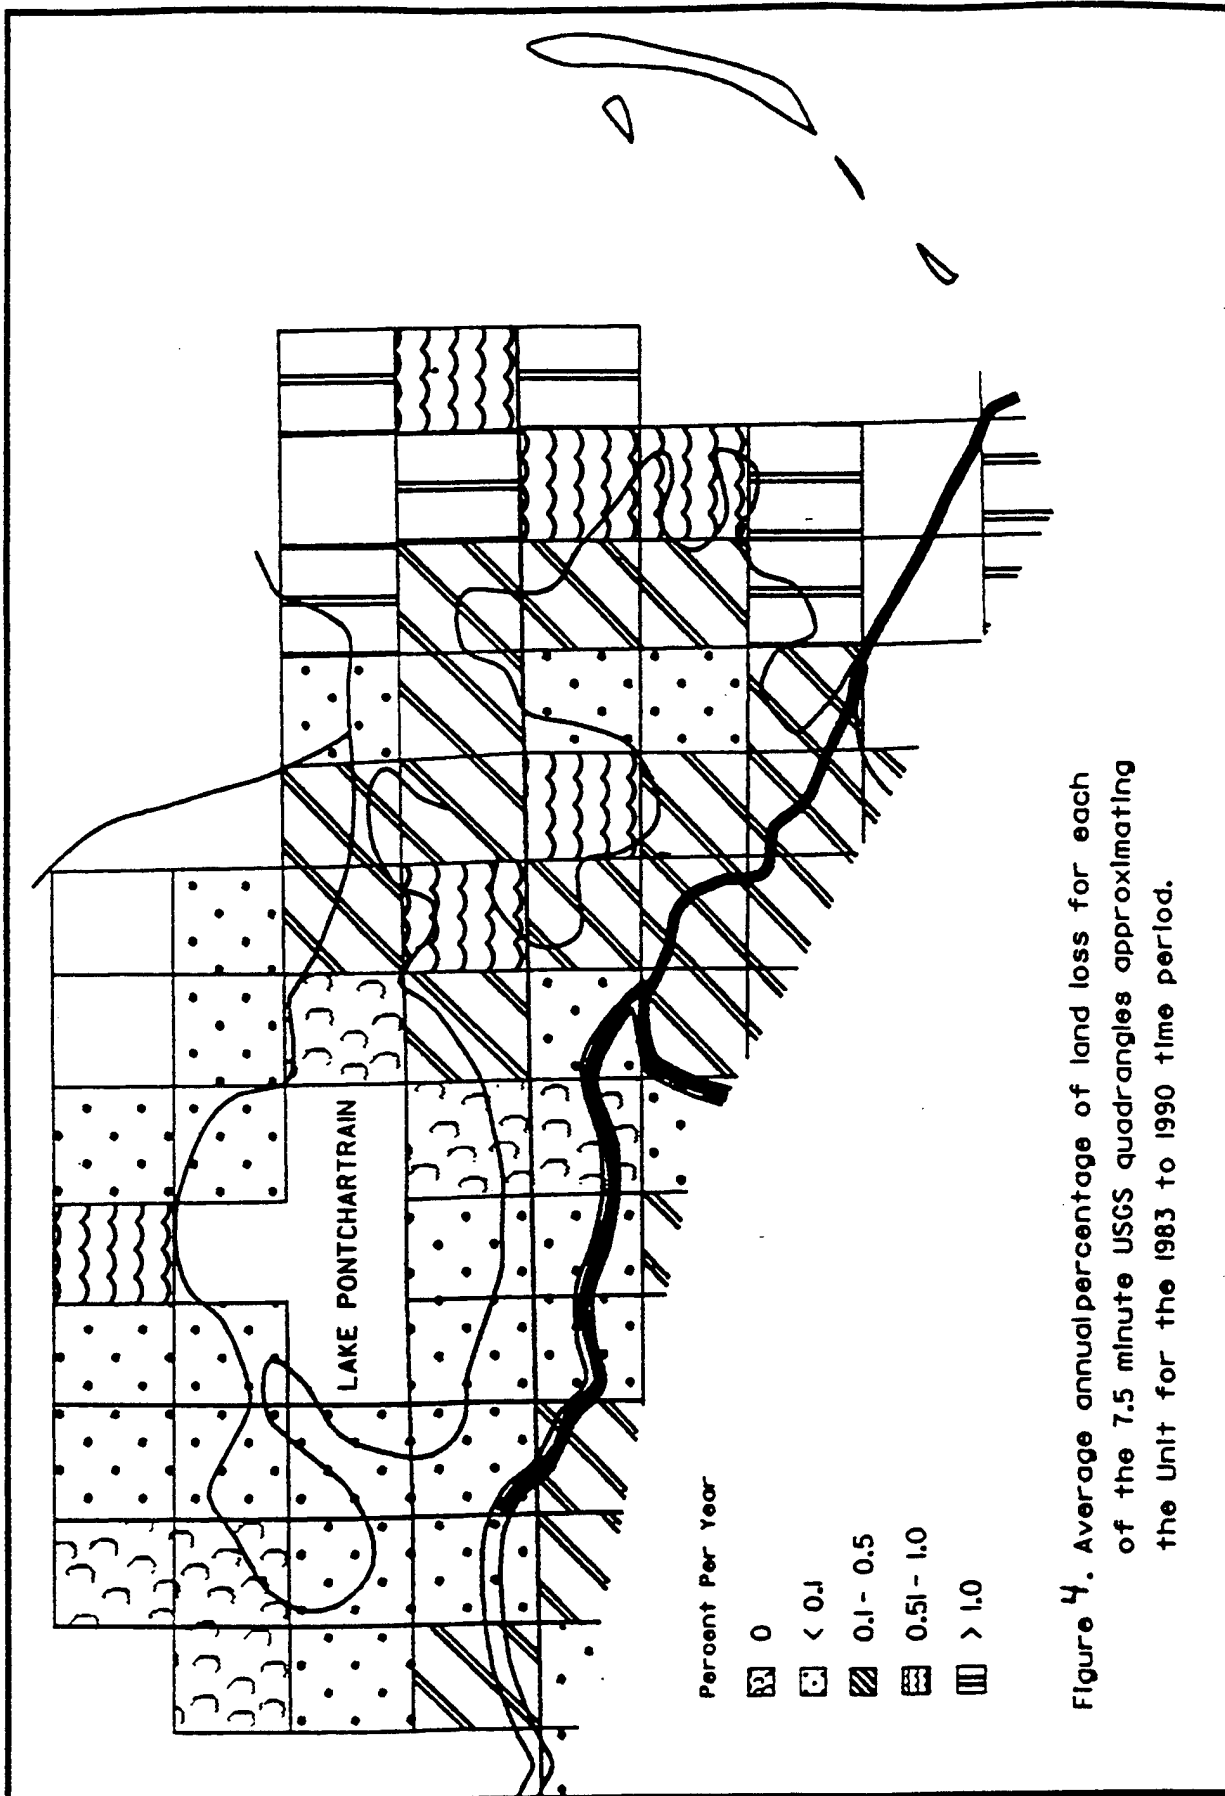 LAKE PONTCHARTRAIN
Percent Per Year
0
< 0.1
0.1 - 0.5
0.51 - 1.0
> 1.0
Figure 4. Average annual percentage of land loss for each
of the 7.5 minute USGS quadrangles approximating
the Unit for the 1983 to 1990 time period.